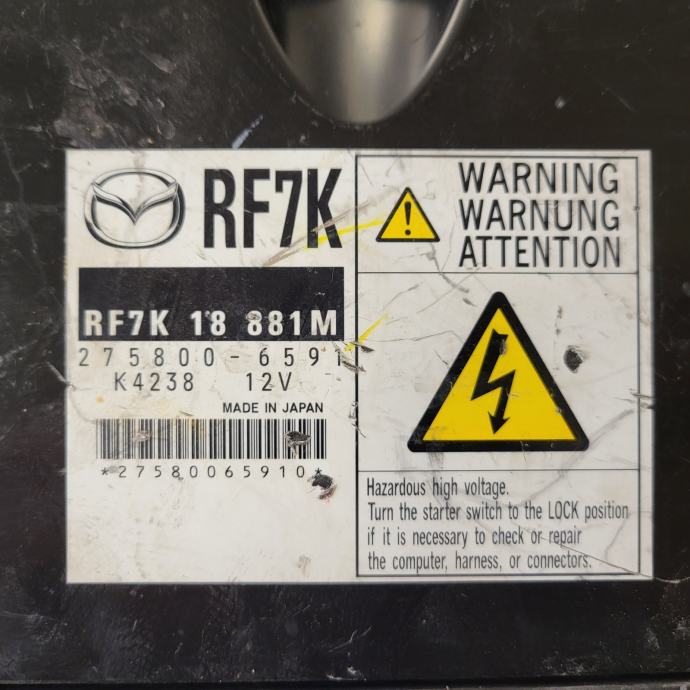 RF7K
RF7K 18 881M
275800-6591
K4238 12V
MADE IN JAPAN
*27580065910*
WARNING
WARNUNG
ATTENTION
Hazardous high voltage.
Turn the starter switch to the LOCK position
if it is necessary to check or repair
the computer, harness, or connectors.